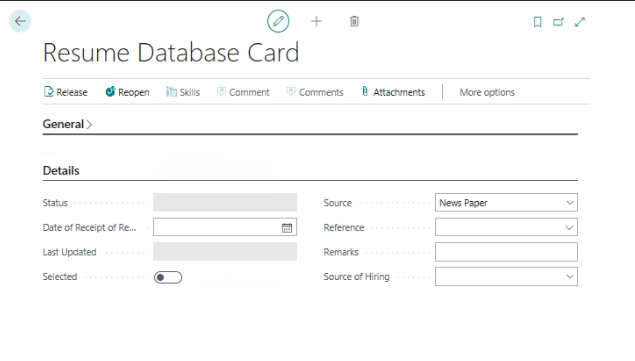 Resume Database Card
Release Reopen Skills Comment Comments Attachments More options
General >
Details
Status
Source News Paper
Date of Receipt of Re...
Reference
Last Updated
Remarks
Selected
Source of Hiring